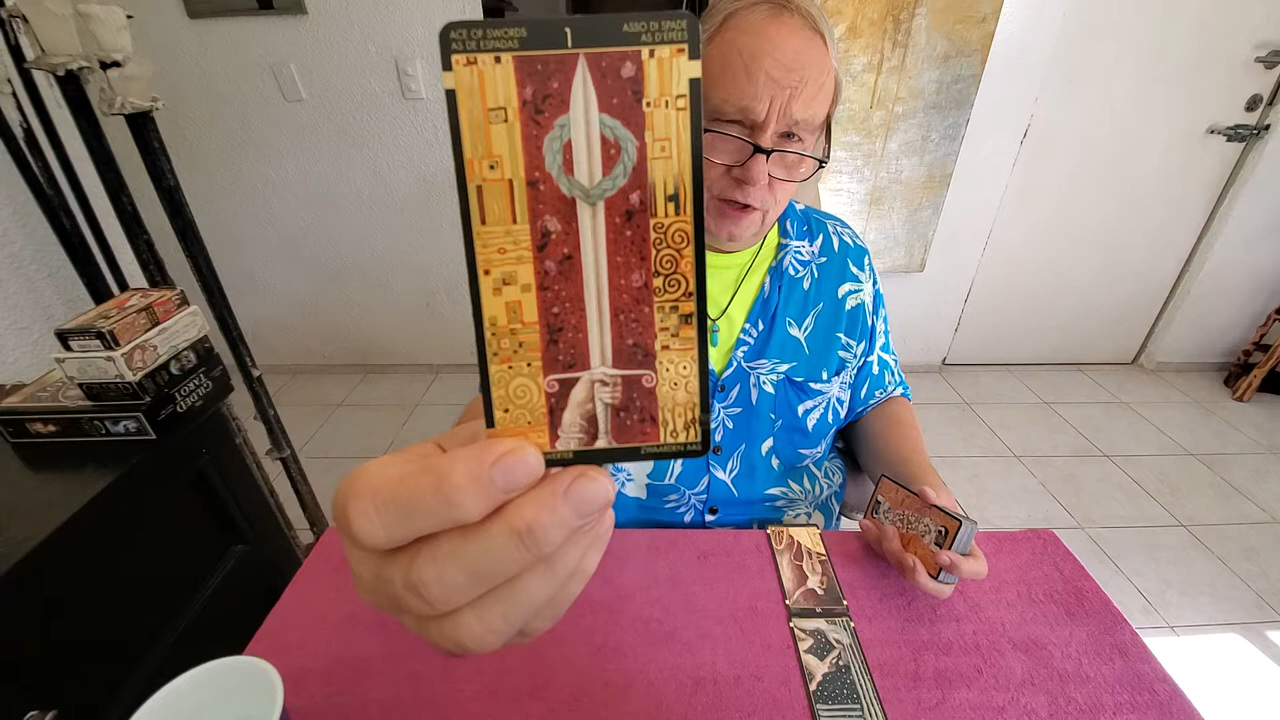 ACE OF SWORDS
AS DE ESPADAS
1
ASSO DI SPADE
AS D'ÉPÉES
ZWAARDEN AAS
GILDED
TAROT